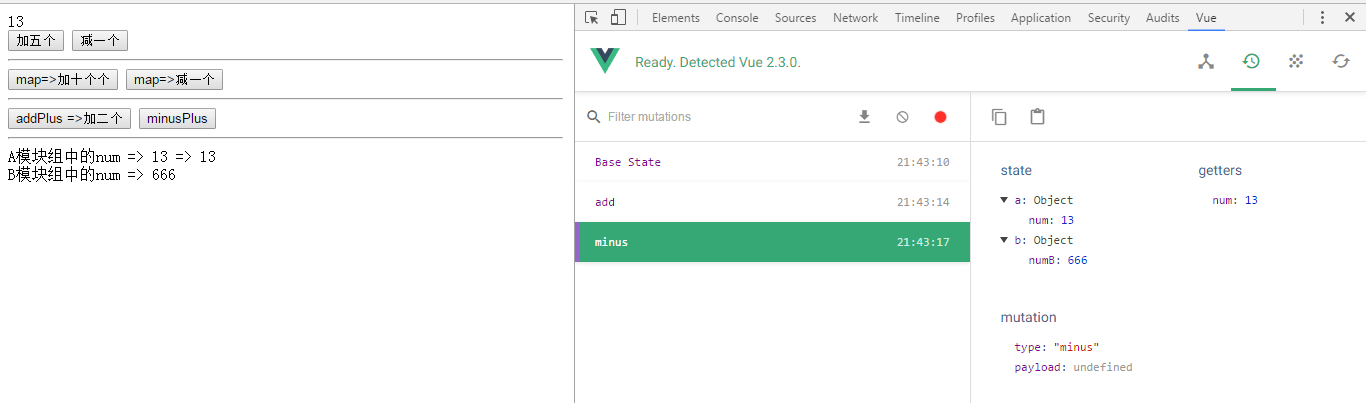 13
加五个 减一个
map=>加十个个 map=>减一个
addPlus =>加二个 minusPlus
A模块组中的num => 13 => 13
B模块组中的num => 666
Elements Console Sources Network Timeline Profiles Application Security Audits Vue
Ready. Detected Vue 2.3.0.
Filter mutations
Base State 21:43:10
add 21:43:14
minus 21:43:17
state
a: Object
num: 13
b: Object
numB: 666
getters
num: 13
mutation
type: "minus"
payload: undefined